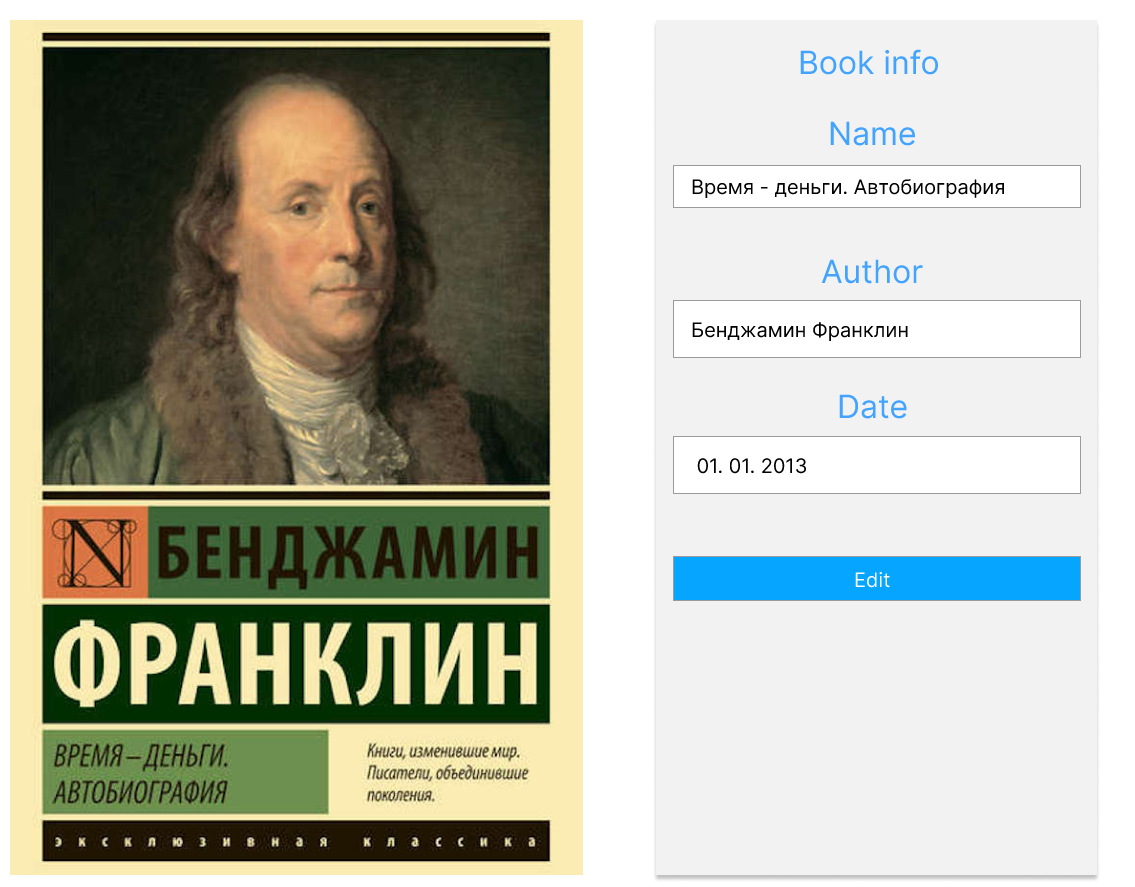 N БЕНДЖАМИН
ФРАНКЛИН
ВРЕМЯ – ДЕНЬГИ.
АВТОБИОГРАФИЯ
Книги, изменившие мир.
Писатели, объединившие
поколения.
эксклюзивная классика
Book info
Name
Время - деньги. Автобиография
Author
Бенджамин Франклин
Date
01. 01. 2013
Edit